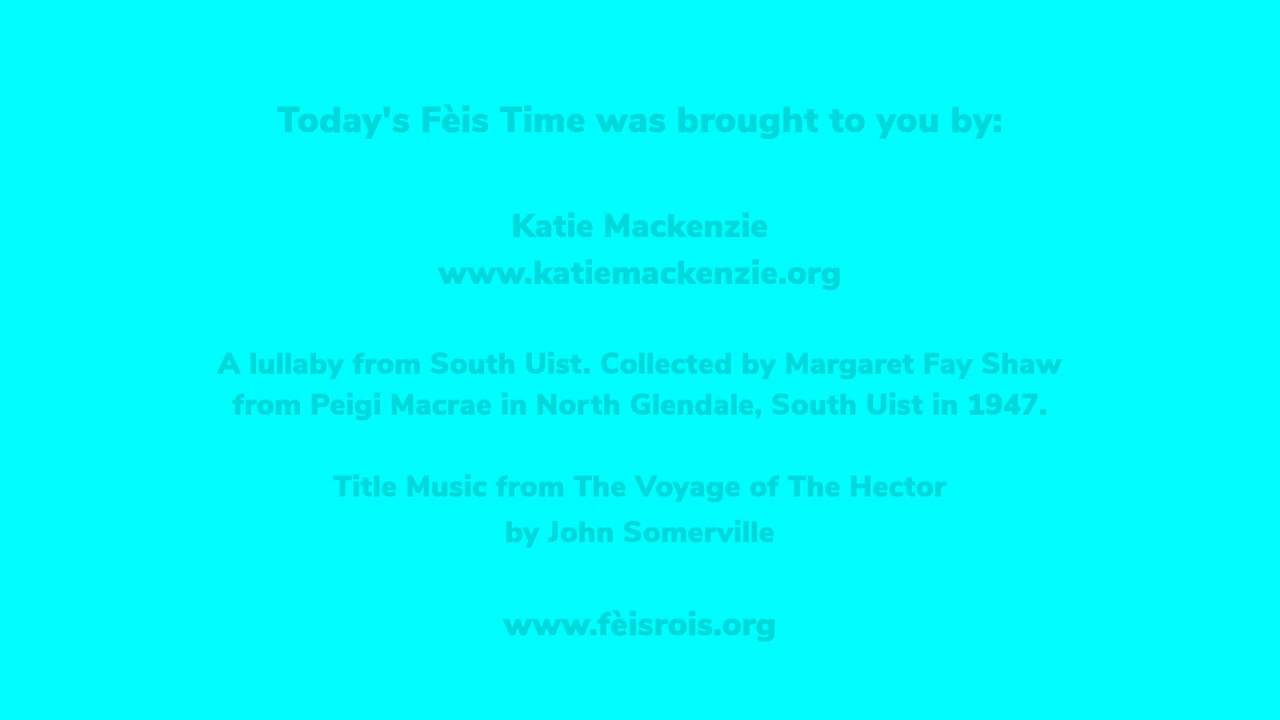 Today's Fèis Time was brought to you by:
Katie Mackenzie
www.katiemackenzie.org
A lullaby from South Uist. Collected by Margaret Fay Shaw
from Peigi Macrae in North Glendale, South Uist in 1947.
Title Music from The Voyage of The Hector
by John Somerville
www.fèisrois.org